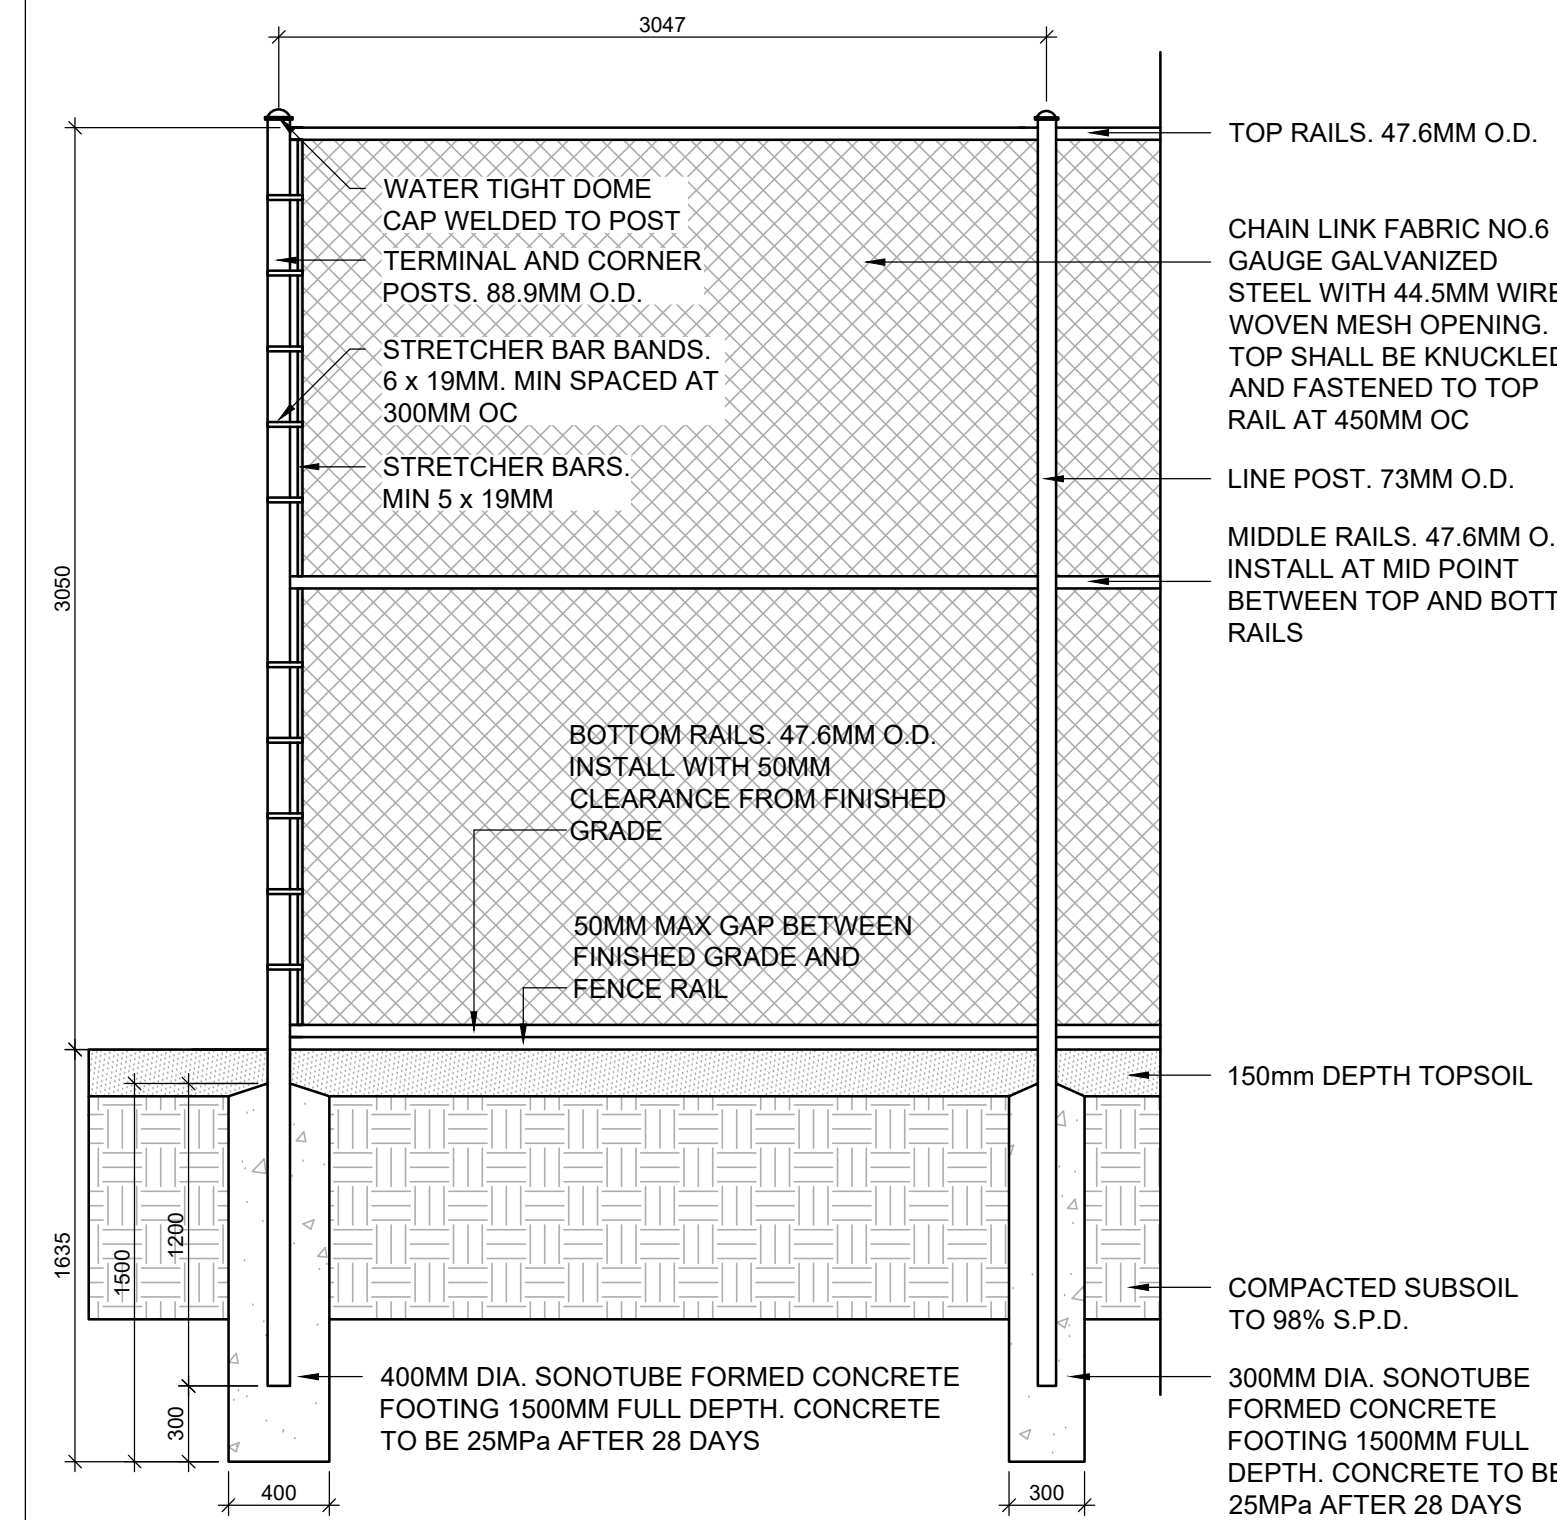 3047
TOP RAILS. 47.6MM O.D.
WATER TIGHT DOME
CAP WELDED TO POST
TERMINAL AND CORNER
POSTS. 88.9MM O.D.
STRETCHER BAR BANDS.
6 x 19MM. MIN SPACED AT
300MM OC
STRETCHER BARS.
MIN 5 x 19MM
CHAIN LINK FABRIC NO.6
GAUGE GALVANIZED
STEEL WITH 44.5MM WIRE
WOVEN MESH OPENING.
TOP SHALL BE KNUCKLED
AND FASTENED TO TOP
RAIL AT 450MM OC
LINE POST. 73MM O.D.
MIDDLE RAILS. 47.6MM O.
INSTALL AT MID POINT
BETWEEN TOP AND BOTT
RAILS
3050
BOTTOM RAILS. 47.6MM O.D.
INSTALL WITH 50MM
CLEARANCE FROM FINISHED
GRADE
50MM MAX GAP BETWEEN
FINISHED GRADE AND
FENCE RAIL
150mm DEPTH TOPSOIL
1635
1500
1200
300
COMPACTED SUBSOIL
TO 98% S.P.D.
400MM DIA. SONOTUBE FORMED CONCRETE
FOOTING 1500MM FULL DEPTH. CONCRETE
TO BE 25MPa AFTER 28 DAYS
300MM DIA. SONOTUBE
FORMED CONCRETE
FOOTING 1500MM FULL
DEPTH. CONCRETE TO BE
25MPa AFTER 28 DAYS
400
300